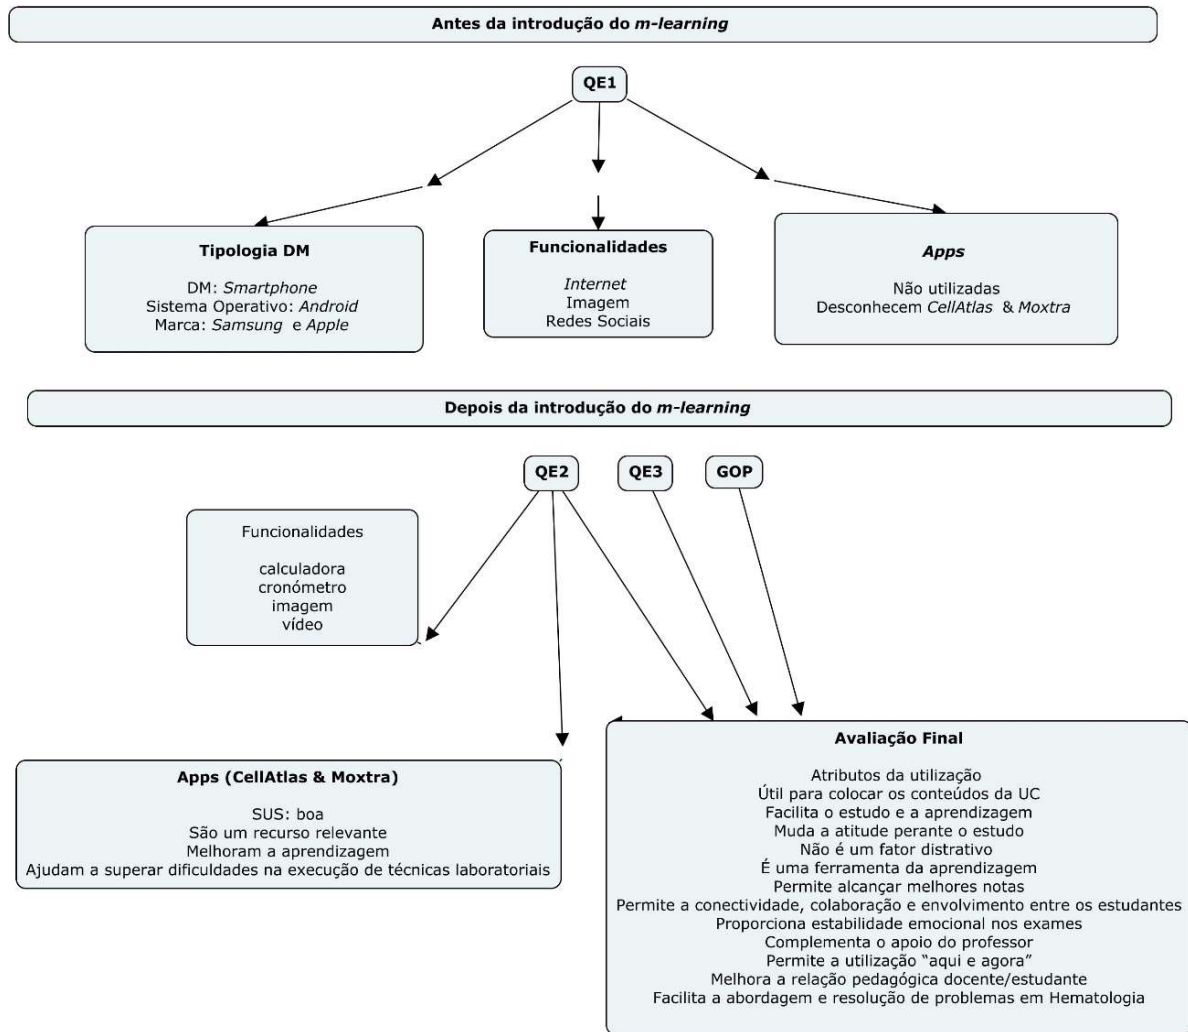 Antes da introdução do m-learning
QE1
Tipologia DM
DM: Smartphone
Sistema Operativo: Android
Marca: Samsung e Apple
Funcionalidades
Internet
Imagem
Redes Sociais
Apps
Não utilizadas
Desconhecem CellAtlas & Moxtra
Depois da introdução do m-learning
QE2
QE3
GOP
Funcionalidades
calculadora
cronómetro
imagem
vídeo
Apps (CellAtlas & Moxtra)
SUS: boa
São um recurso relevante
Melhoram a aprendizagem
Ajudam a superar dificuldades na execução de técnicas laboratoriais
Avaliação Final
Atributos da utilização
Útil para colocar os conteúdos da UC
Facilita o estudo e a aprendizagem
Muda a atitude perante o estudo
Não é um fator distrativo
É uma ferramenta da aprendizagem
Permite alcançar melhores notas
Permite a conectividade, colaboração e envolvimento entre os estudantes
Proporciona estabilidade emocional nos exames
Complementa o apoio do professor
Permite a utilização “aqui e agora”
Melhora a relação pedagógica docente/estudante
Facilita a abordagem e resolução de problemas em Hematologia